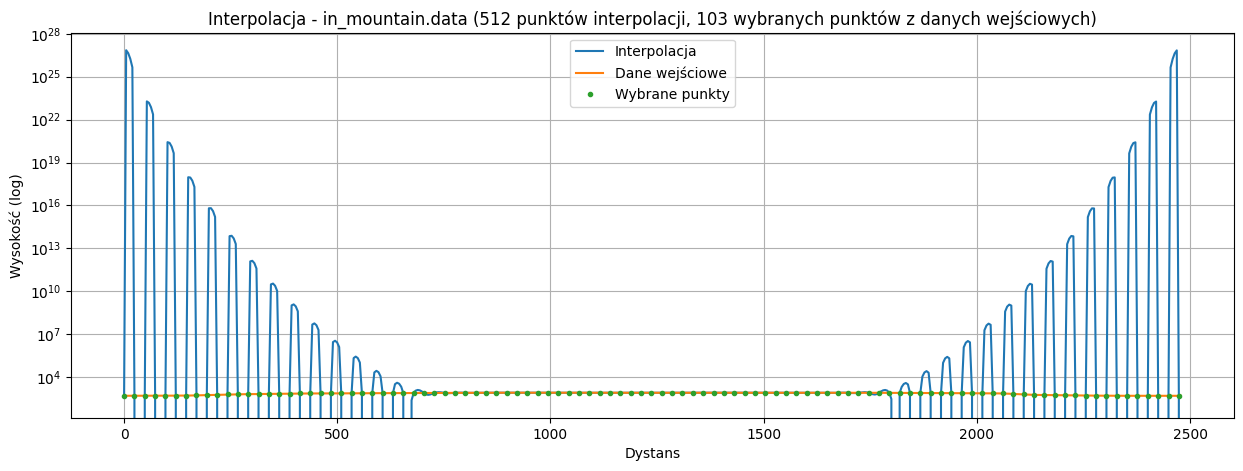 Interpolacja - in_mountain.data (512 punktów interpolacji, 103 wybranych punktów z danych wejściowych)
Interpolacja
Dane wejściowe
Wybrane punkty
Wysokość (log)
10^28
10^25
10^22
10^19
10^16
10^13
10^10
10^7
10^4
0 500 1000 1500 2000 2500
Dystans